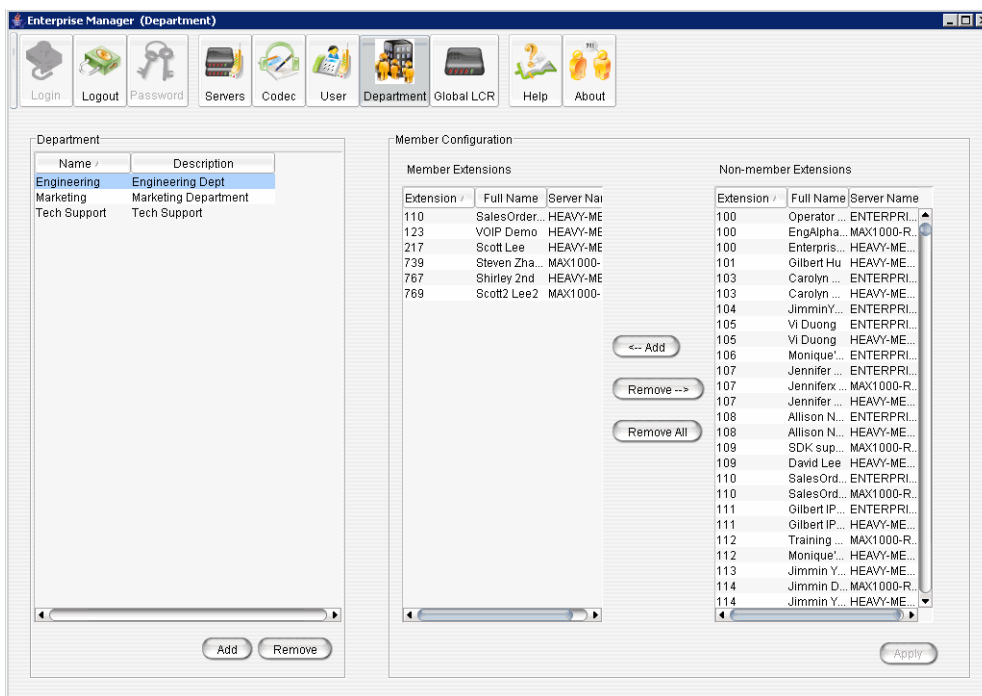 Enterprise Manager (Department)
Login Logout Password Servers Codec User Department Global LCR Help About
Department
Name Description
Engineering Engineering Dept
Marketing Marketing Department
Tech Support Tech Support
Add Remove
Member Configuration
Member Extensions
Extension Full Name Server Nar
110 SalesOrder... HEAVY-ME
123 VOIP Demo HEAVY-ME
217 Scott Lee HEAVY-ME
739 Steven Zha... MAX1000-
767 Shirley 2nd HEAVY-ME
769 Scott2 Lee2 MAX1000-
<-- Add
Remove -->
Remove All
Non-member Extensions
Extension Full Name Server Name
100 Operator ... ENTERPRI...
100 EngAlpha... MAX1000-R...
100 Enterpris... HEAVY-ME...
101 Gilbert Hu HEAVY-ME...
103 Carolyn ... ENTERPRI...
103 Carolyn ... HEAVY-ME...
104 JimminY... ENTERPRI...
105 Vi Duong ENTERPRI...
105 Vi Duong HEAVY-ME...
106 Monique'... ENTERPRI...
107 Jennifer ... ENTERPRI...
107 Jenniferx ... MAX1000-R...
107 Jennifer ... HEAVY-ME...
108 Allison N... ENTERPRI...
108 Allison N... HEAVY-ME...
109 SDK sup... MAX1000-R...
109 David Lee HEAVY-ME...
110 SalesOrd... ENTERPRI...
110 SalesOrd... MAX1000-R...
111 Gilbert IP... ENTERPRI...
111 Gilbert IP... HEAVY-ME...
112 Training ... MAX1000-R...
112 Monique'... HEAVY-ME...
113 Jimmin Y... HEAVY-ME...
114 Jimmin D... MAX1000-R...
114 Jimmin Y... HEAVY-ME...
Apply